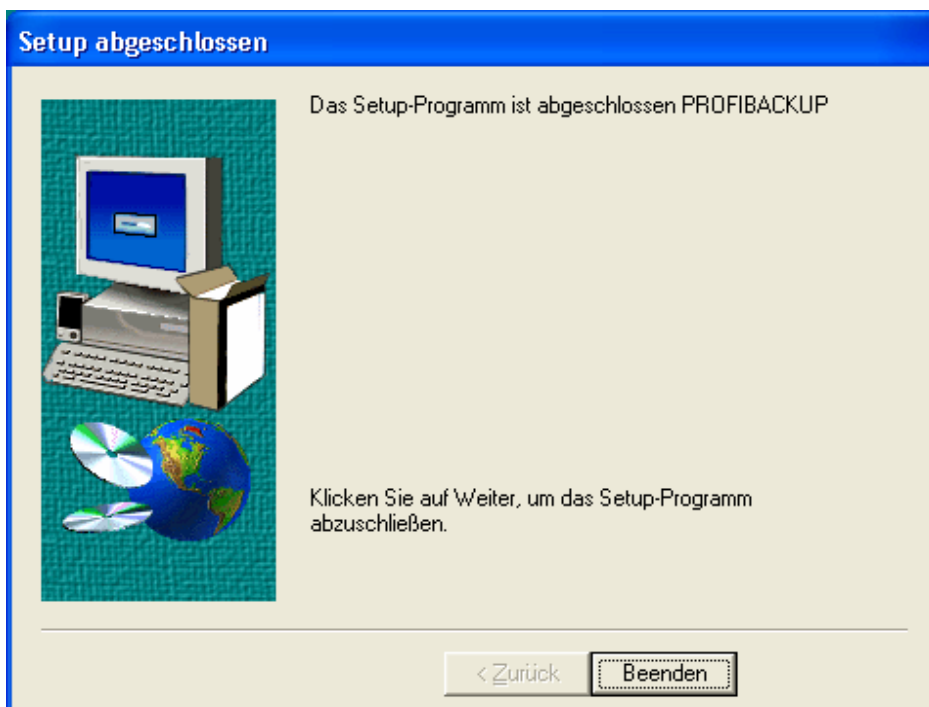 Setup abgeschlossen
Das Setup-Programm ist abgeschlossen PROFIBACKUP
Klicken Sie auf Weiter, um das Setup-Programm
abzuschließen.
< Zurück
Beenden